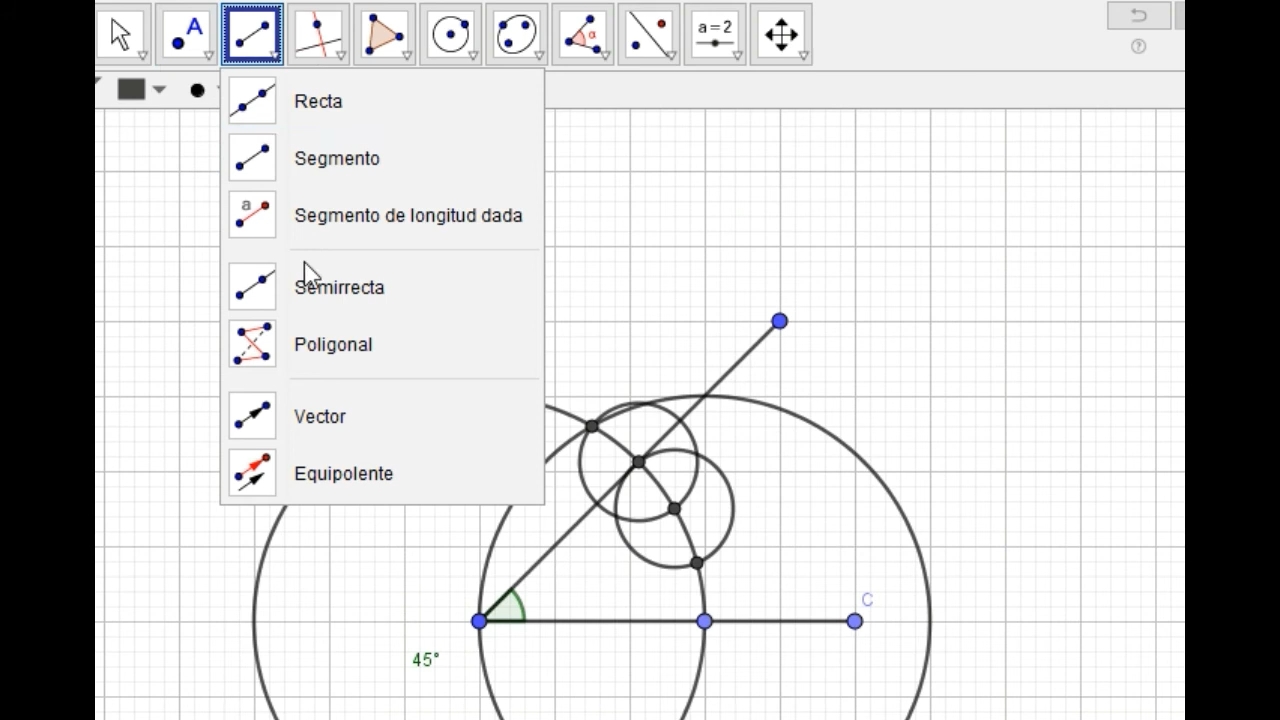 A
α
a=2
Recta
Segmento
a
Segmento de longitud dada
Semirrecta
Poligonal
Vector
Equipolente
C
45°